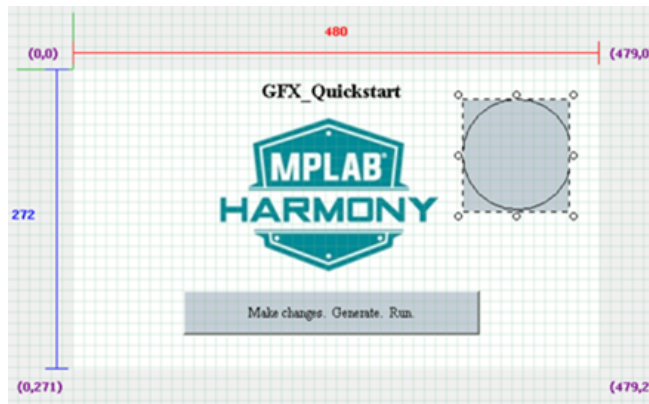 480
(0,0)
(479,0
GFX_Quickstart
MPLAB®
HARMONY
272
Make changes. Generate. Run.
(0,271)
(479,2